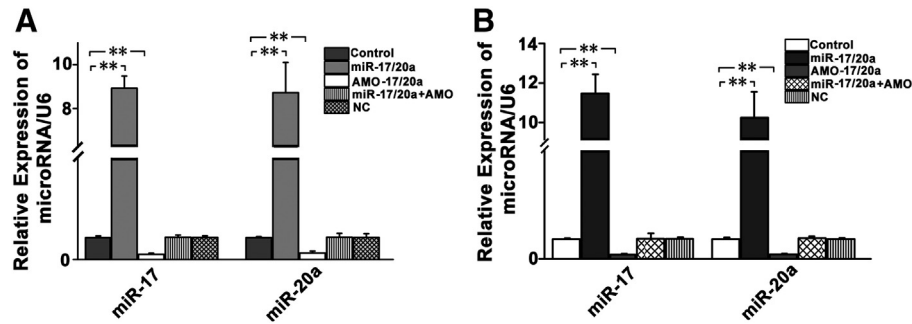 A
Relative Expression of
microRNA/U6
10
8
0
**
**
**
**
Control
miR-17/20a
AMO-17/20a
miR-17/20a+AMO
NC
miR-17
miR-20a
B
Relative Expression of
microRNA/U6
14
12
10
0
**
**
**
**
Control
miR-17/20a
AMO-17/20a
miR-17/20a+AMO
NC
miR-17
miR-20a